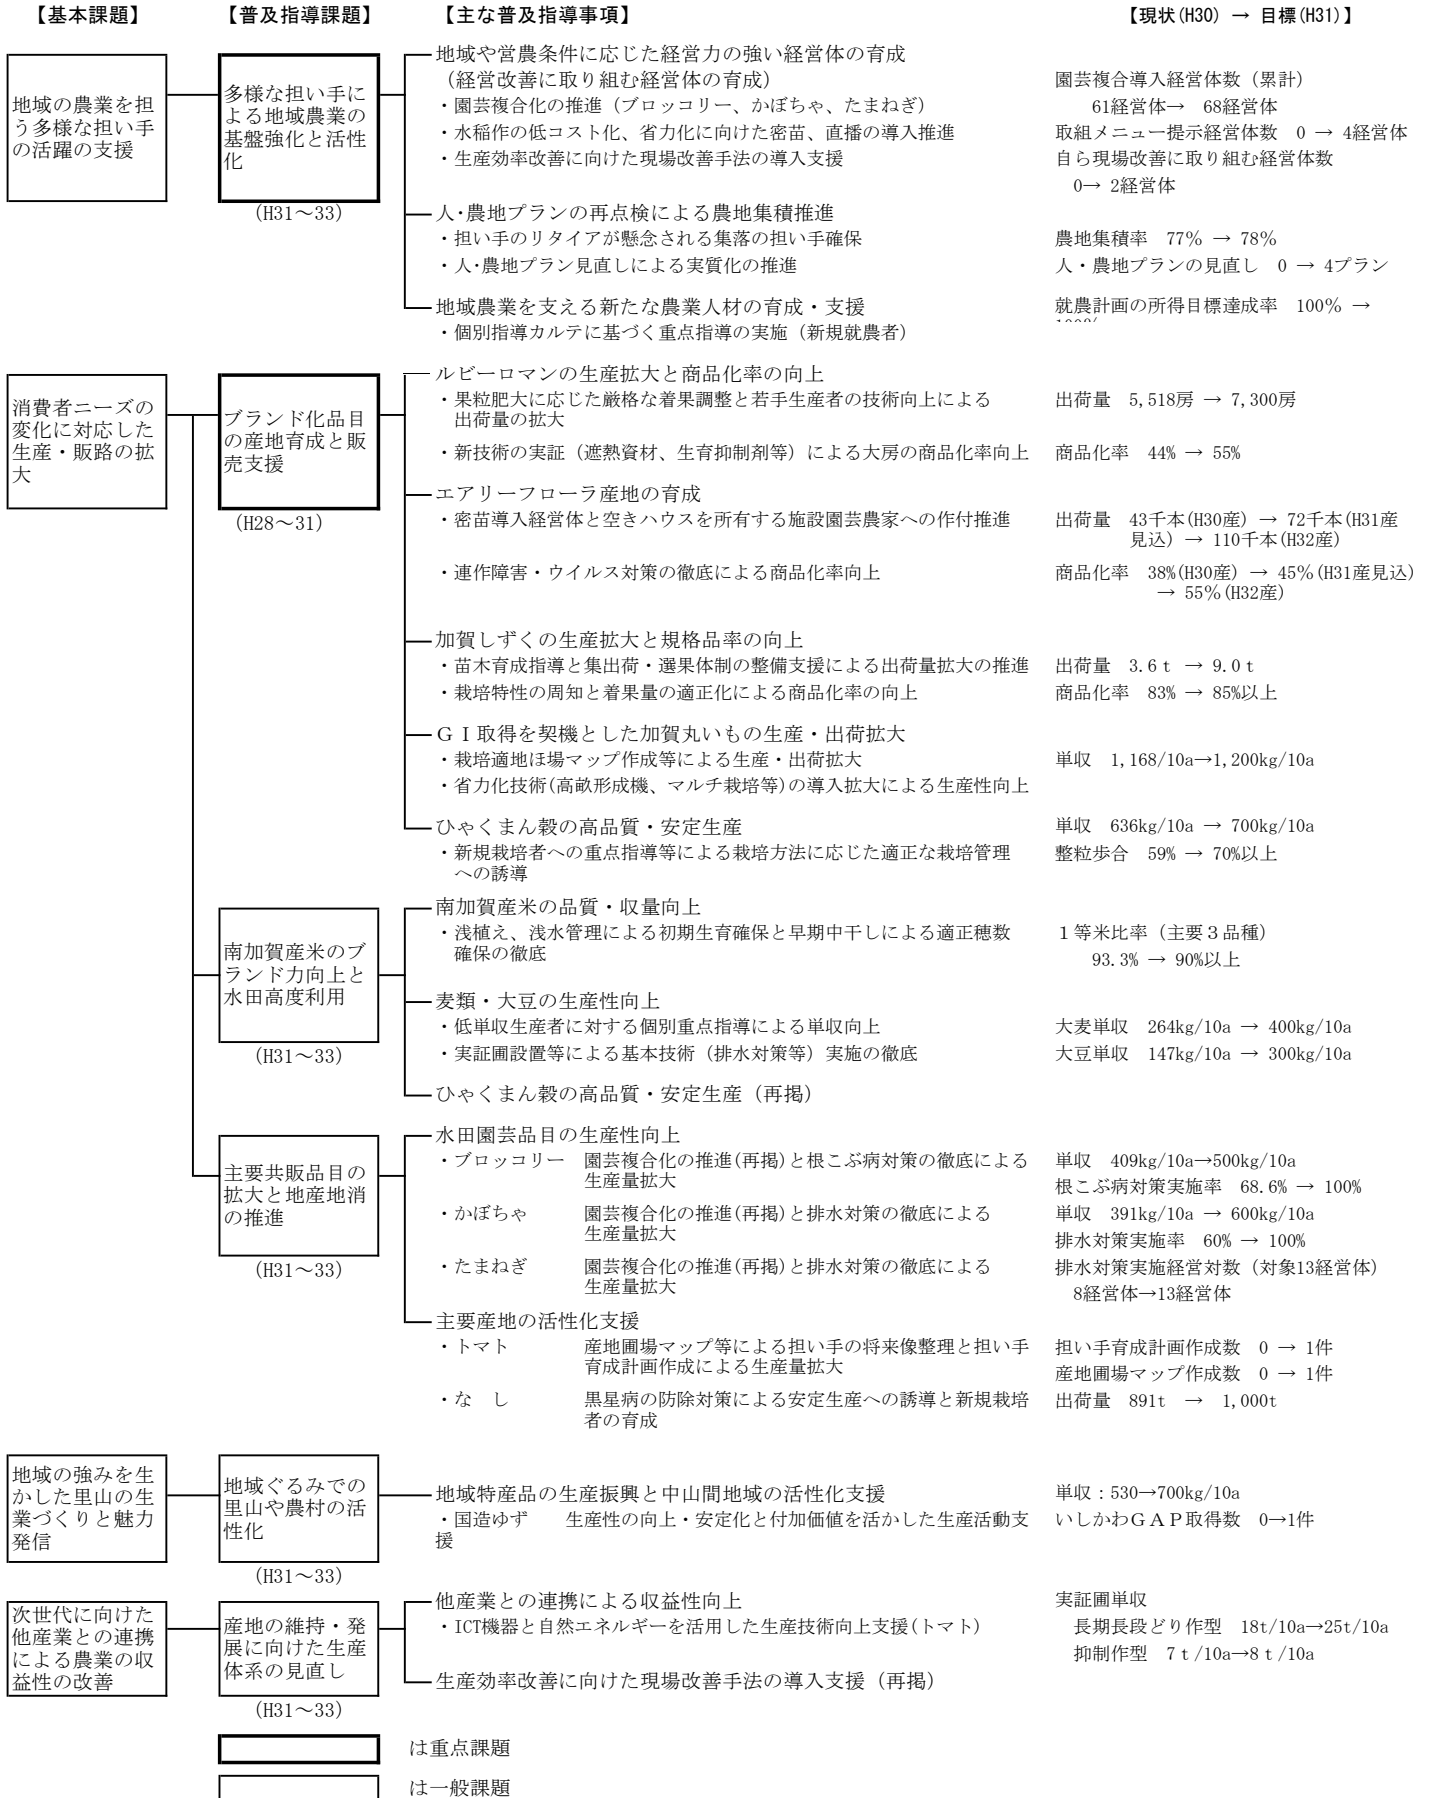 【基本課題】
【普及指導課題】
【主な普及指導事項】
【現状(H30) → 目標(H31)】
地域の農業を担
う多様な担い手
の活躍の支援
多様な担い手に
よる地域農業の
基盤強化と活性
化
(H31～33)
地域や営農条件に応じた経営力の強い経営体の育成
（経営改善に取り組む経営体の育成）
園芸複合導入経営体数（累計）
・園芸複合化の推進（ブロッコリー、かぼちゃ、たまねぎ）
61経営体→　68経営体
・水稲作の低コスト化、省力化に向けた密苗、直播の導入推進
取組メニュー提示経営体数　0 → 4経営体
・生産効率改善に向けた現場改善手法の導入支援
自ら現場改善に取り組む経営体数
0→ 2経営体
人･農地プランの再点検による農地集積推進
・担い手のリタイアが懸念される集落の担い手確保
農地集積率　77% → 78%
・人･農地プラン見直しによる実質化の推進
人・農地プランの見直し　0 → 4プラン
地域農業を支える新たな農業人材の育成・支援
就農計画の所得目標達成率　100% →
・個別指導カルテに基づく重点指導の実施（新規就農者）
消費者ニーズの
変化に対応した
生産・販路の拡
大
ブランド化品目
の産地育成と販
売支援
(H28～31)
ルビーロマンの生産拡大と商品化率の向上
・果粒肥大に応じた厳格な着果調整と若手生産者の技術向上による
出荷量の拡大
出荷量　5,518房 → 7,300房
・新技術の実証（遮熱資材、生育抑制剤等）による大房の商品化率向上
商品化率　44% → 55%
エアリーフローラ産地の育成
・密苗導入経営体と空きハウスを所有する施設園芸農家への作付推進
出荷量　43千本(H30産) → 72千本(H31産
見込) → 110千本(H32産)
・連作障害・ウイルス対策の徹底による商品化率向上
商品化率　38%(H30産) → 45%(H31産見込)
→ 55%(H32産)
加賀しずくの生産拡大と規格品率の向上
・苗木育成指導と集出荷・選果体制の整備支援による出荷量拡大の推進
出荷量　3.6ｔ → 9.0ｔ
・栽培特性の周知と着果量の適正化による商品化率の向上
商品化率　83% → 85%以上
ＧＩ取得を契機とした加賀丸いもの生産・出荷拡大
・栽培適地ほ場マップ作成等による生産・出荷拡大
単収　1,168/10a→1,200kg/10a
・省力化技術(高畝形成機、マルチ栽培等)の導入拡大による生産性向上
ひゃくまん穀の高品質・安定生産
単収　636kg/10a → 700kg/10a
・新規栽培者への重点指導等による栽培方法に応じた適正な栽培管理
への誘導
整粒歩合　59% → 70%以上
南加賀産米のブ
ランド力向上と
水田高度利用
(H31～33)
南加賀産米の品質・収量向上
・浅植え、浅水管理による初期生育確保と早期中干しによる適正穂数
確保の徹底
１等米比率（主要３品種）
93.3% → 90%以上
麦類・大豆の生産性向上
・低単収生産者に対する個別重点指導による単収向上
大麦単収　264kg/10a → 400kg/10a
・実証圃設置等による基本技術（排水対策等）実施の徹底
大豆単収　147kg/10a → 300kg/10a
ひゃくまん穀の高品質・安定生産（再掲）
主要共販品目の
拡大と地産地消
の推進
(H31～33)
水田園芸品目の生産性向上
・ブロッコリー　園芸複合化の推進(再掲)と根こぶ病対策の徹底による
生産量拡大
単収　409kg/10a→500kg/10a
根こぶ病対策実施率　68.6% → 100%
・かぼちゃ　園芸複合化の推進(再掲)と排水対策の徹底による
生産量拡大
単収　391kg/10a → 600kg/10a
排水対策実施率　60% → 100%
・たまねぎ　園芸複合化の推進(再掲)と排水対策の徹底による
生産量拡大
排水対策実施経営対数（対象13経営体）
8経営体→13経営体
主要産地の活性化支援
・トマト　産地圃場マップ等による担い手の将来像整理と担い手
育成計画作成による生産量拡大
担い手育成計画作成数　0 → 1件
産地圃場マップ作成数　0 → 1件
・な　し　黒星病の防除対策による安定生産への誘導と新規栽培
者の育成
出荷量　891t　→　1,000t
地域の強みを生
かした里山の生
業づくりと魅力
発信
地域ぐるみでの
里山や農村の活
性化
(H31～33)
地域特産品の生産振興と中山間地域の活性化支援
単収：530→700kg/10a
・国造ゆず　生産性の向上・安定化と付加価値を活かした生産活動支
援
いしかわＧＡＰ取得数　0→1件
次世代に向けた
他産業との連携
による農業の収
益性の改善
産地の維持・発
展に向けた生産
体系の見直し
(H31～33)
他産業との連携による収益性向上
実証圃単収
・ICT機器と自然エネルギーを活用した生産技術向上支援(トマト)
長期長段どり作型　18t/10a→25t/10a
抑制作型　7ｔ/10a→8ｔ/10a
生産効率改善に向けた現場改善手法の導入支援（再掲）
は重点課題
は一般課題